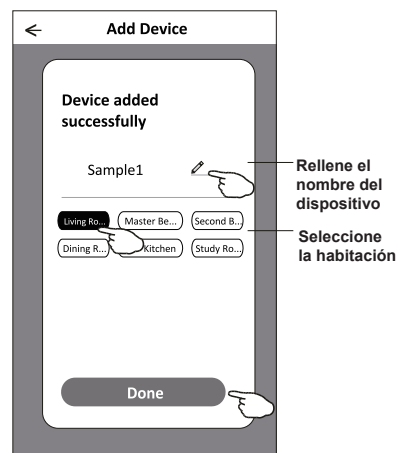 Add Device
Device added
successfully
Sample1
Rellene el
nombre del
dispositivo
Living Ro... Master Be... Second B...
Dining R... Kitchen Study Ro...
Seleccione
la habitación
Done